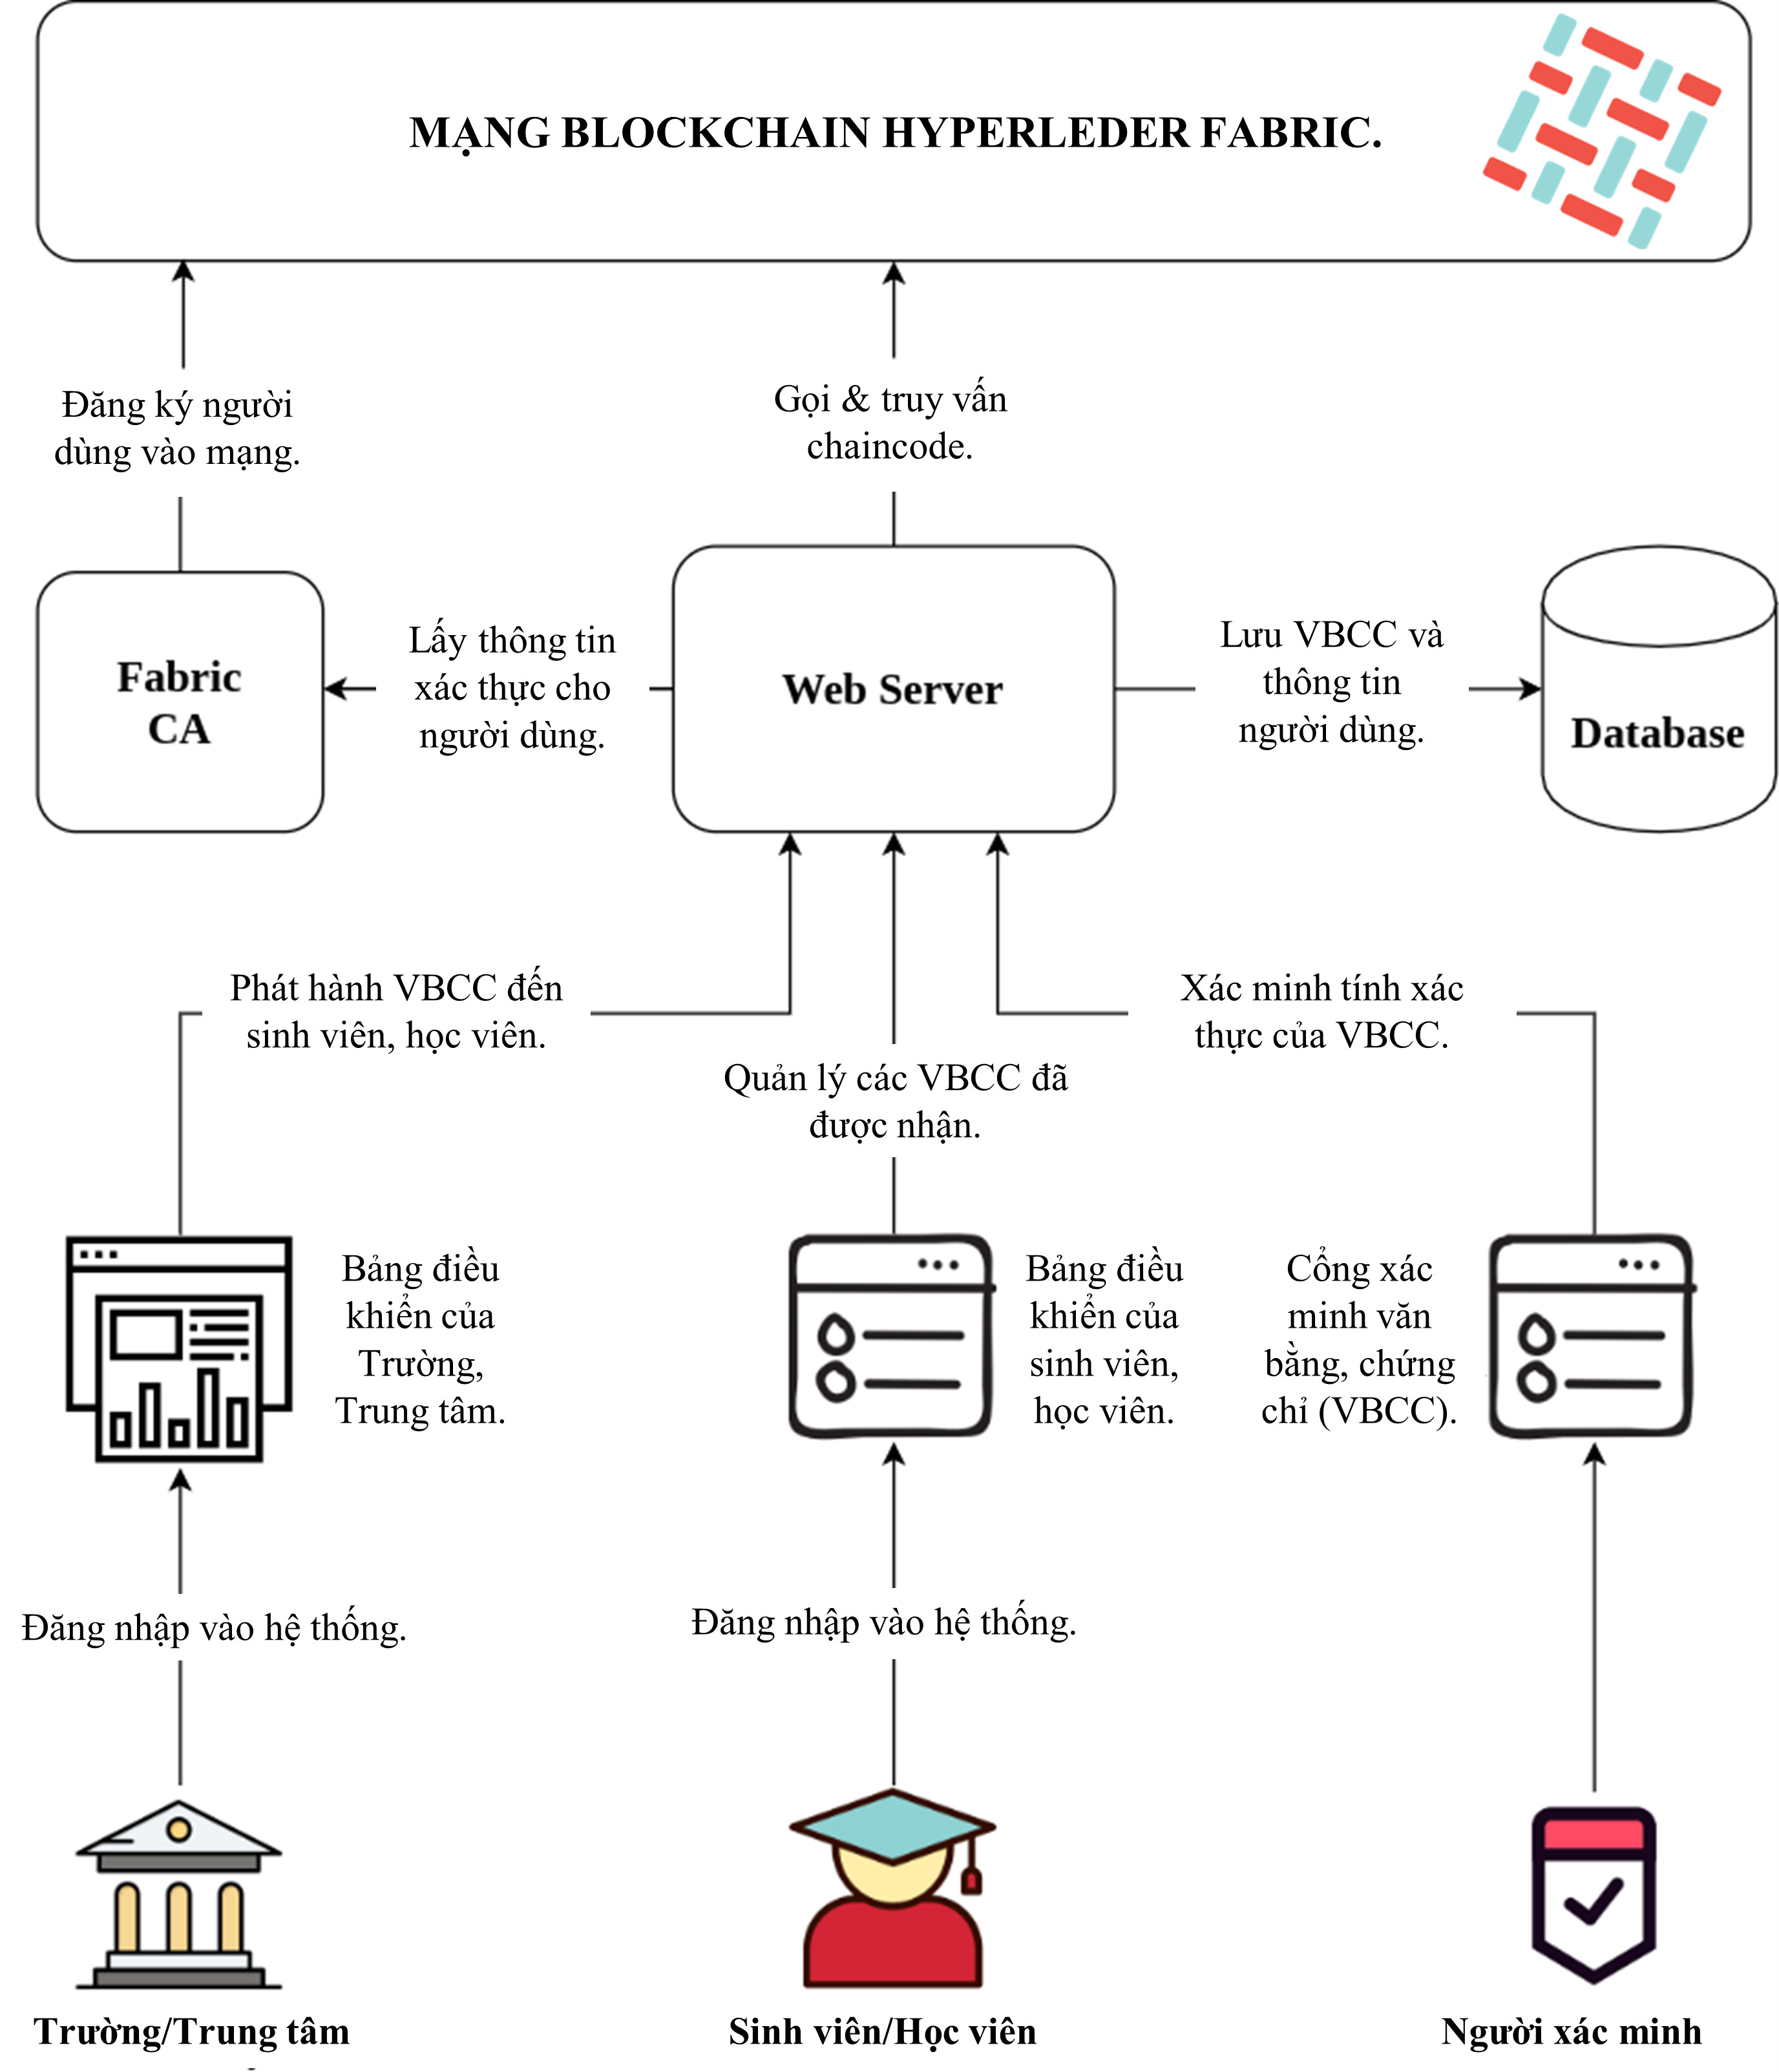 MẠNG BLOCKCHAIN HYPERLEDER FABRIC.
Đăng ký người
dùng vào mạng.
Gọi & truy vấn
chaincode.
Fabric
CA
Lấy thông tin
xác thực cho
người dùng.
Web Server
Lưu VBCC và
thông tin
người dùng.
Database
Phát hành VBCC đến
sinh viên, học viên.
Quản lý các VBCC đã
được nhận.
Xác minh tính xác
thực của VBCC.
Bảng điều
khiển của
Trường,
Trung tâm.
Bảng điều
khiển của
sinh viên,
học viên.
Cổng xác
minh văn
bằng, chứng
chỉ (VBCC).
Đăng nhập vào hệ thống.
Đăng nhập vào hệ thống.
Trường/Trung tâm
Sinh viên/Học viên
Người xác minh